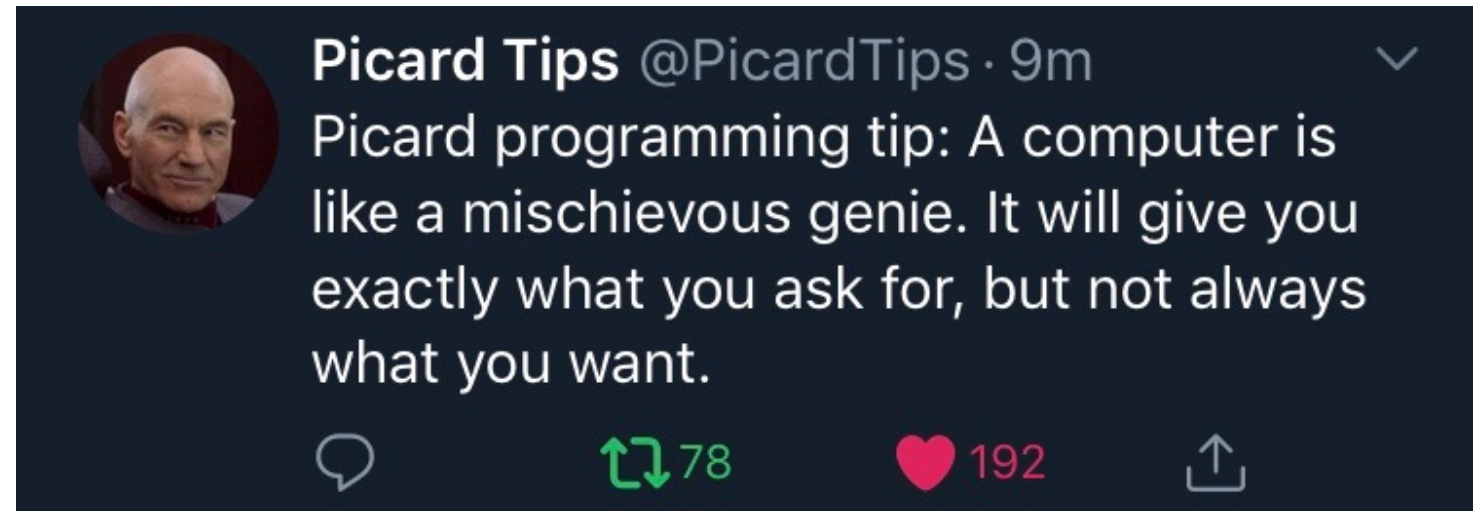 Picard Tips @PicardTips · 9m
Picard programming tip: A computer is
like a mischievous genie. It will give you
exactly what you ask for, but not always
what you want.
78 192